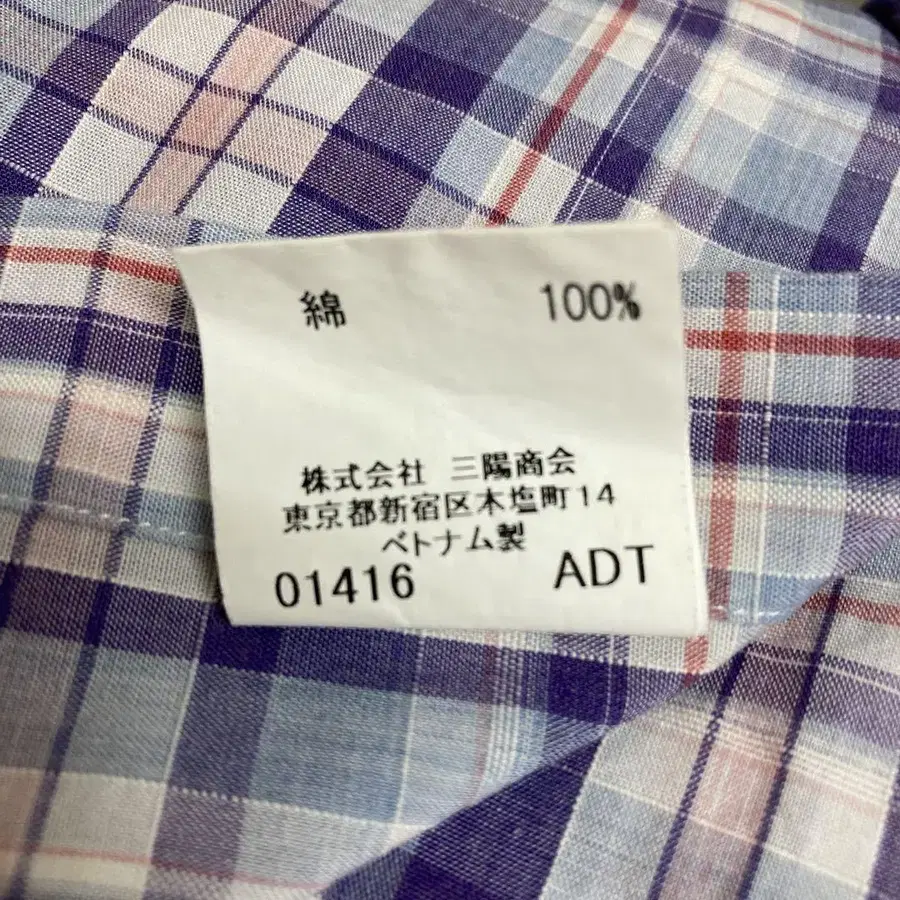 綿 100%
株式会社 三陽商会
東京都新宿区本塩町14
ベトナム製
01416 ADT